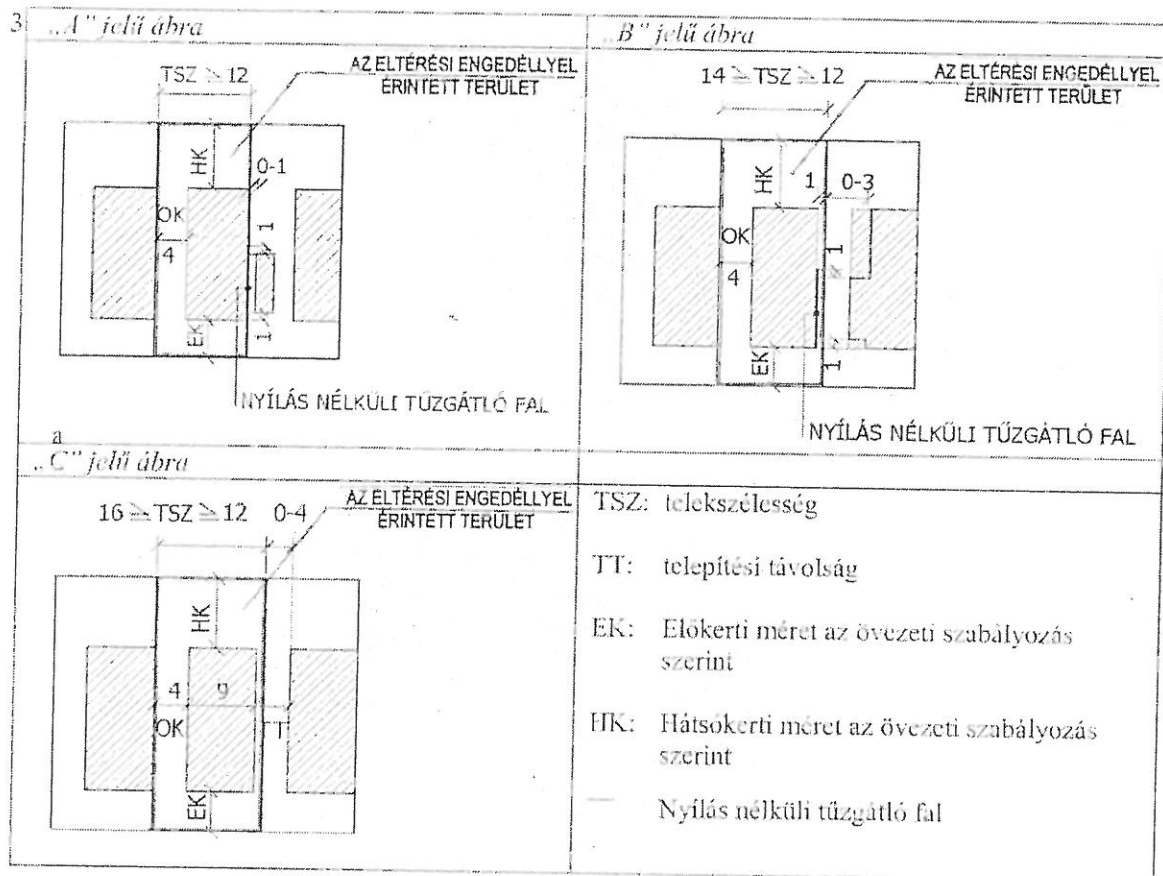 3
„A” jelű ábra
TSZ ≥ 12
AZ ELTÉRÉSI ENGEDÉLLYEL
ÉRINTETT TERÜLET
HK
0-1
OK
4
1
EK
1
NYÍLÁS NÉLKÜLI TŰZGÁTLÓ FAL
a
„B” jelű ábra
14 ≥ TSZ ≥ 12
AZ ELTÉRÉSI ENGEDÉLLYEL
ÉRINTETT TERÜLET
HK
1
0-3
OK
4
1
EK
1
NYÍLÁS NÉLKÜLI TŰZGÁTLÓ FAL
„C” jelű ábra
16 ≥ TSZ ≥ 12
0-4
AZ ELTÉRÉSI ENGEDÉLLYEL
ÉRINTETT TERÜLET
HK
4
9
OK
TT
EK
TSZ: telekszélesség
TT: telepítési távolság
EK: Előkerti méret az övezeti szabályozás
szerint
HK: Hátsókerti méret az övezeti szabályozás
szerint
Nyílás nélküli tűzgátló fal